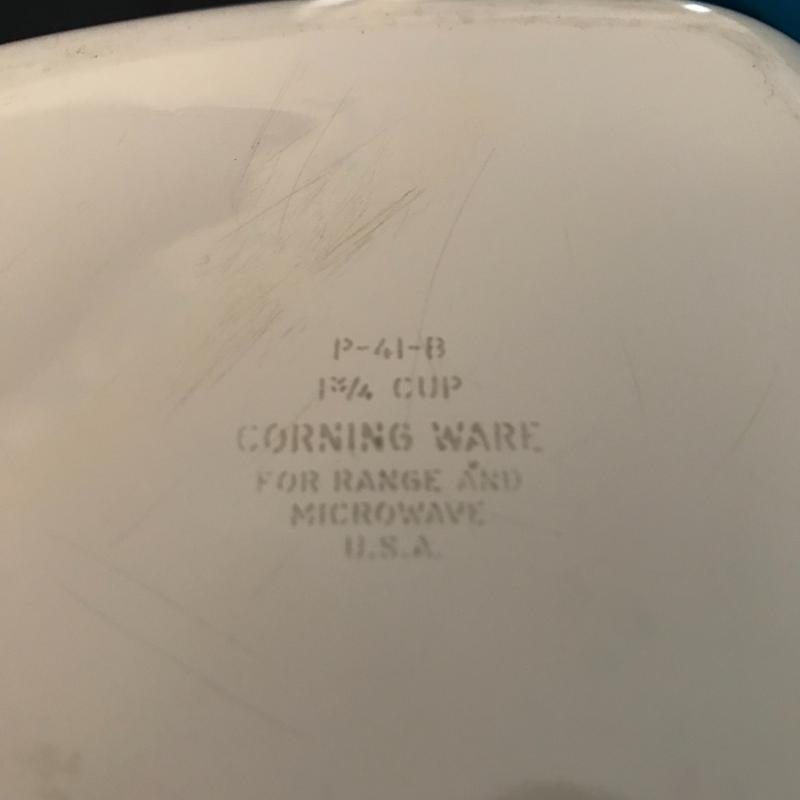 P-41-B
1¾ CUP
CORNING WARE
FOR RANGE AND
MICROWAVE
U.S.A.